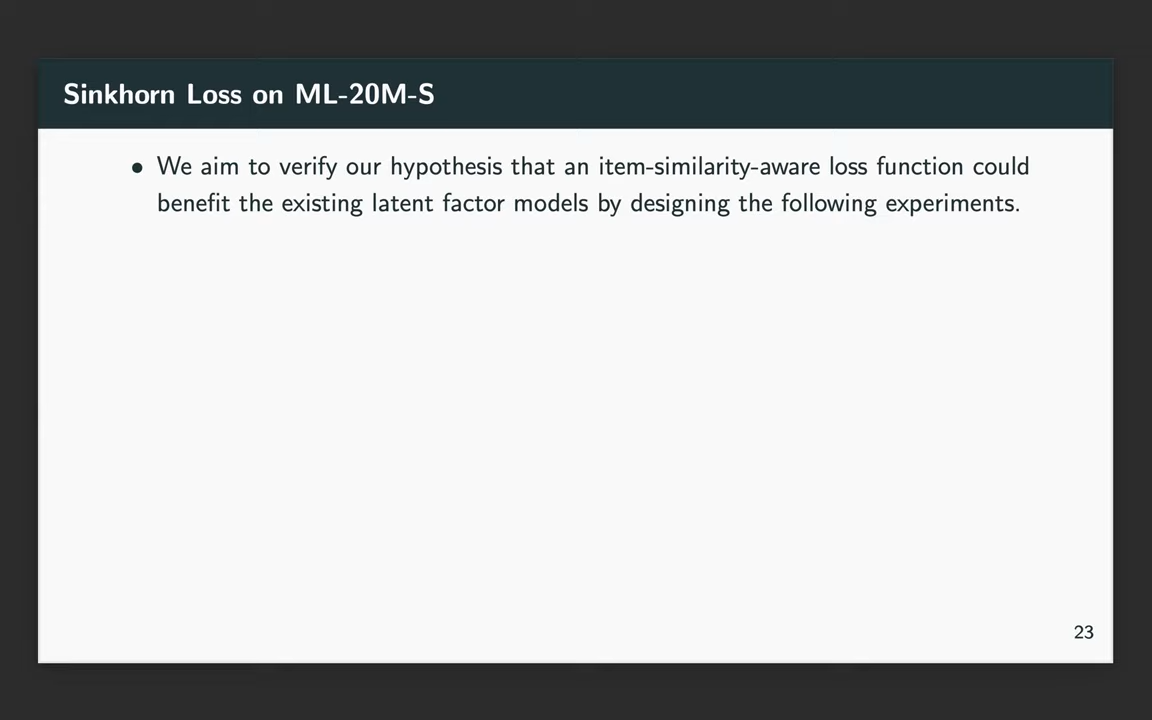 Sinkhorn Loss on ML-20M-S
• We aim to verify our hypothesis that an item-similarity-aware loss function could
benefit the existing latent factor models by designing the following experiments.
23